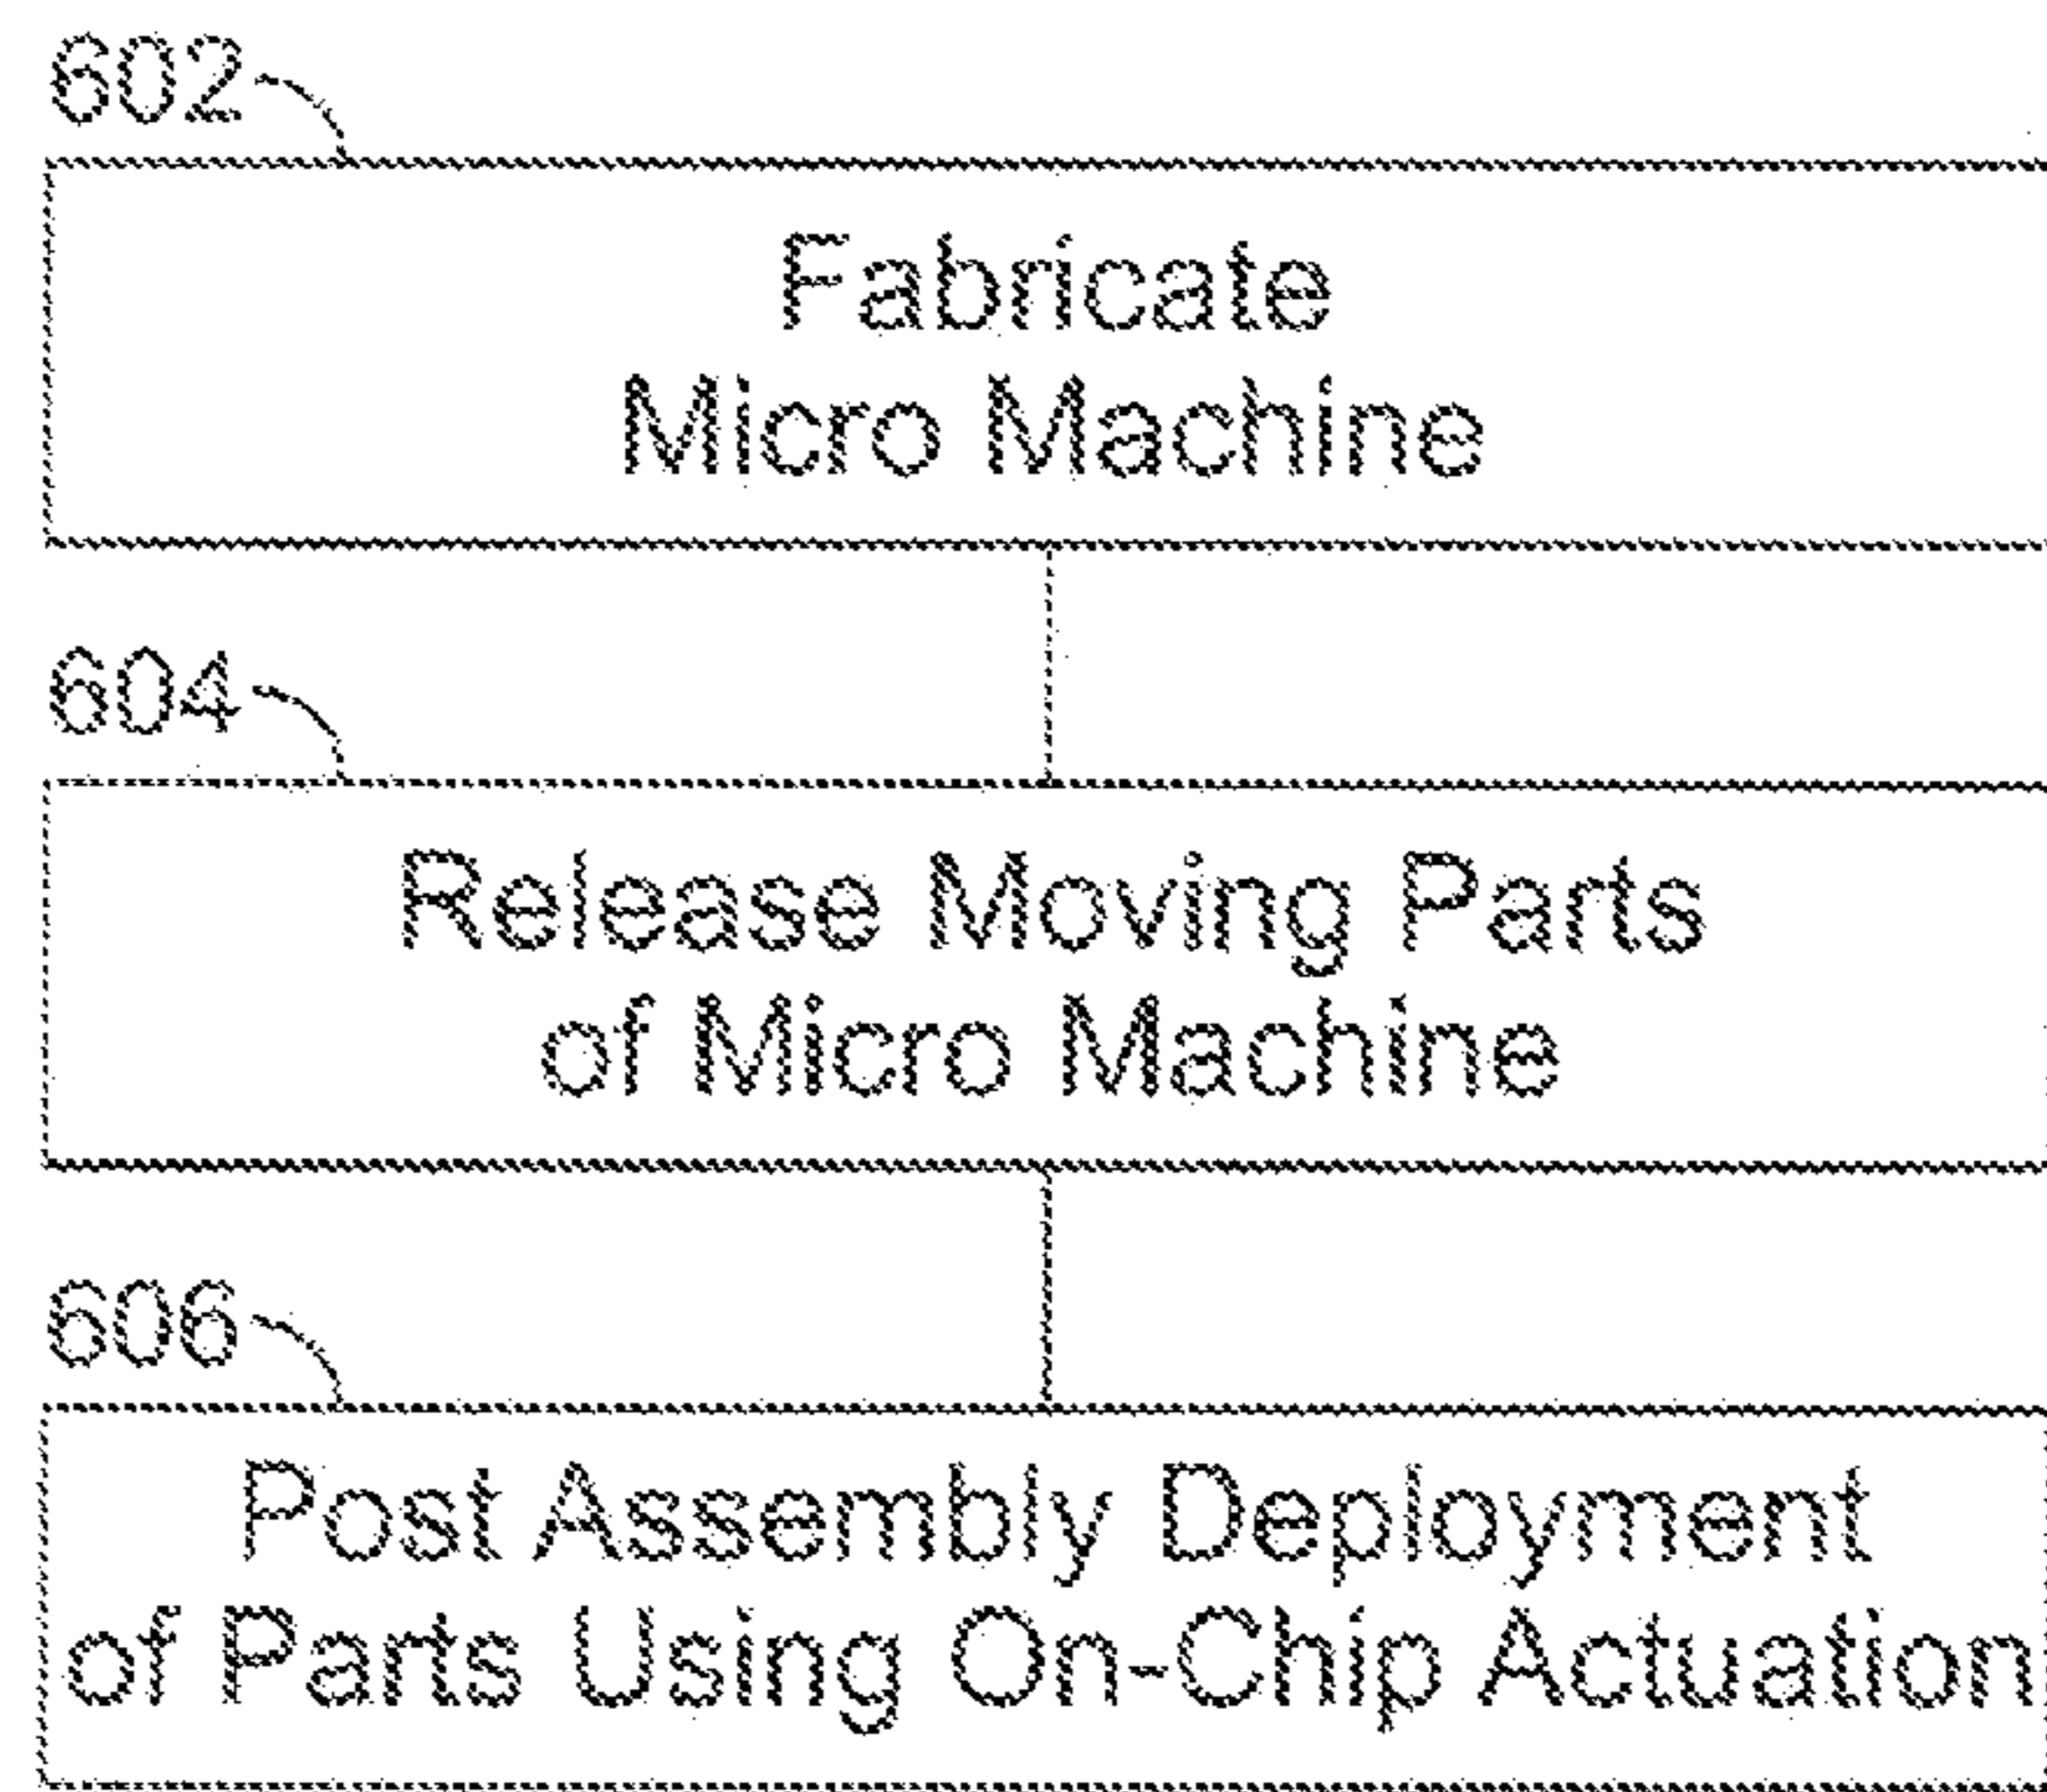 602
Fabricate
Micro Machine
604
Release Moving Parts
of Micro Machine
606
Post Assembly Deployment
of Parts Using On-Chip Actuation